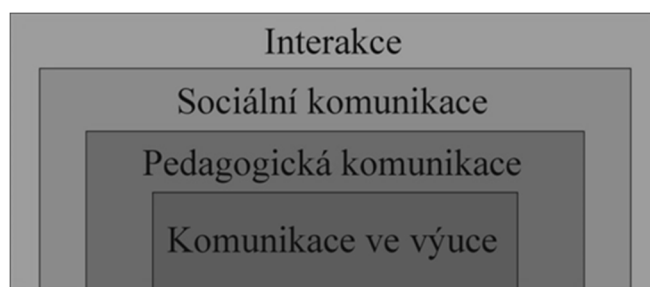 Interakce
Sociální komunikace
Pedagogická komunikace
Komunikace ve výuce